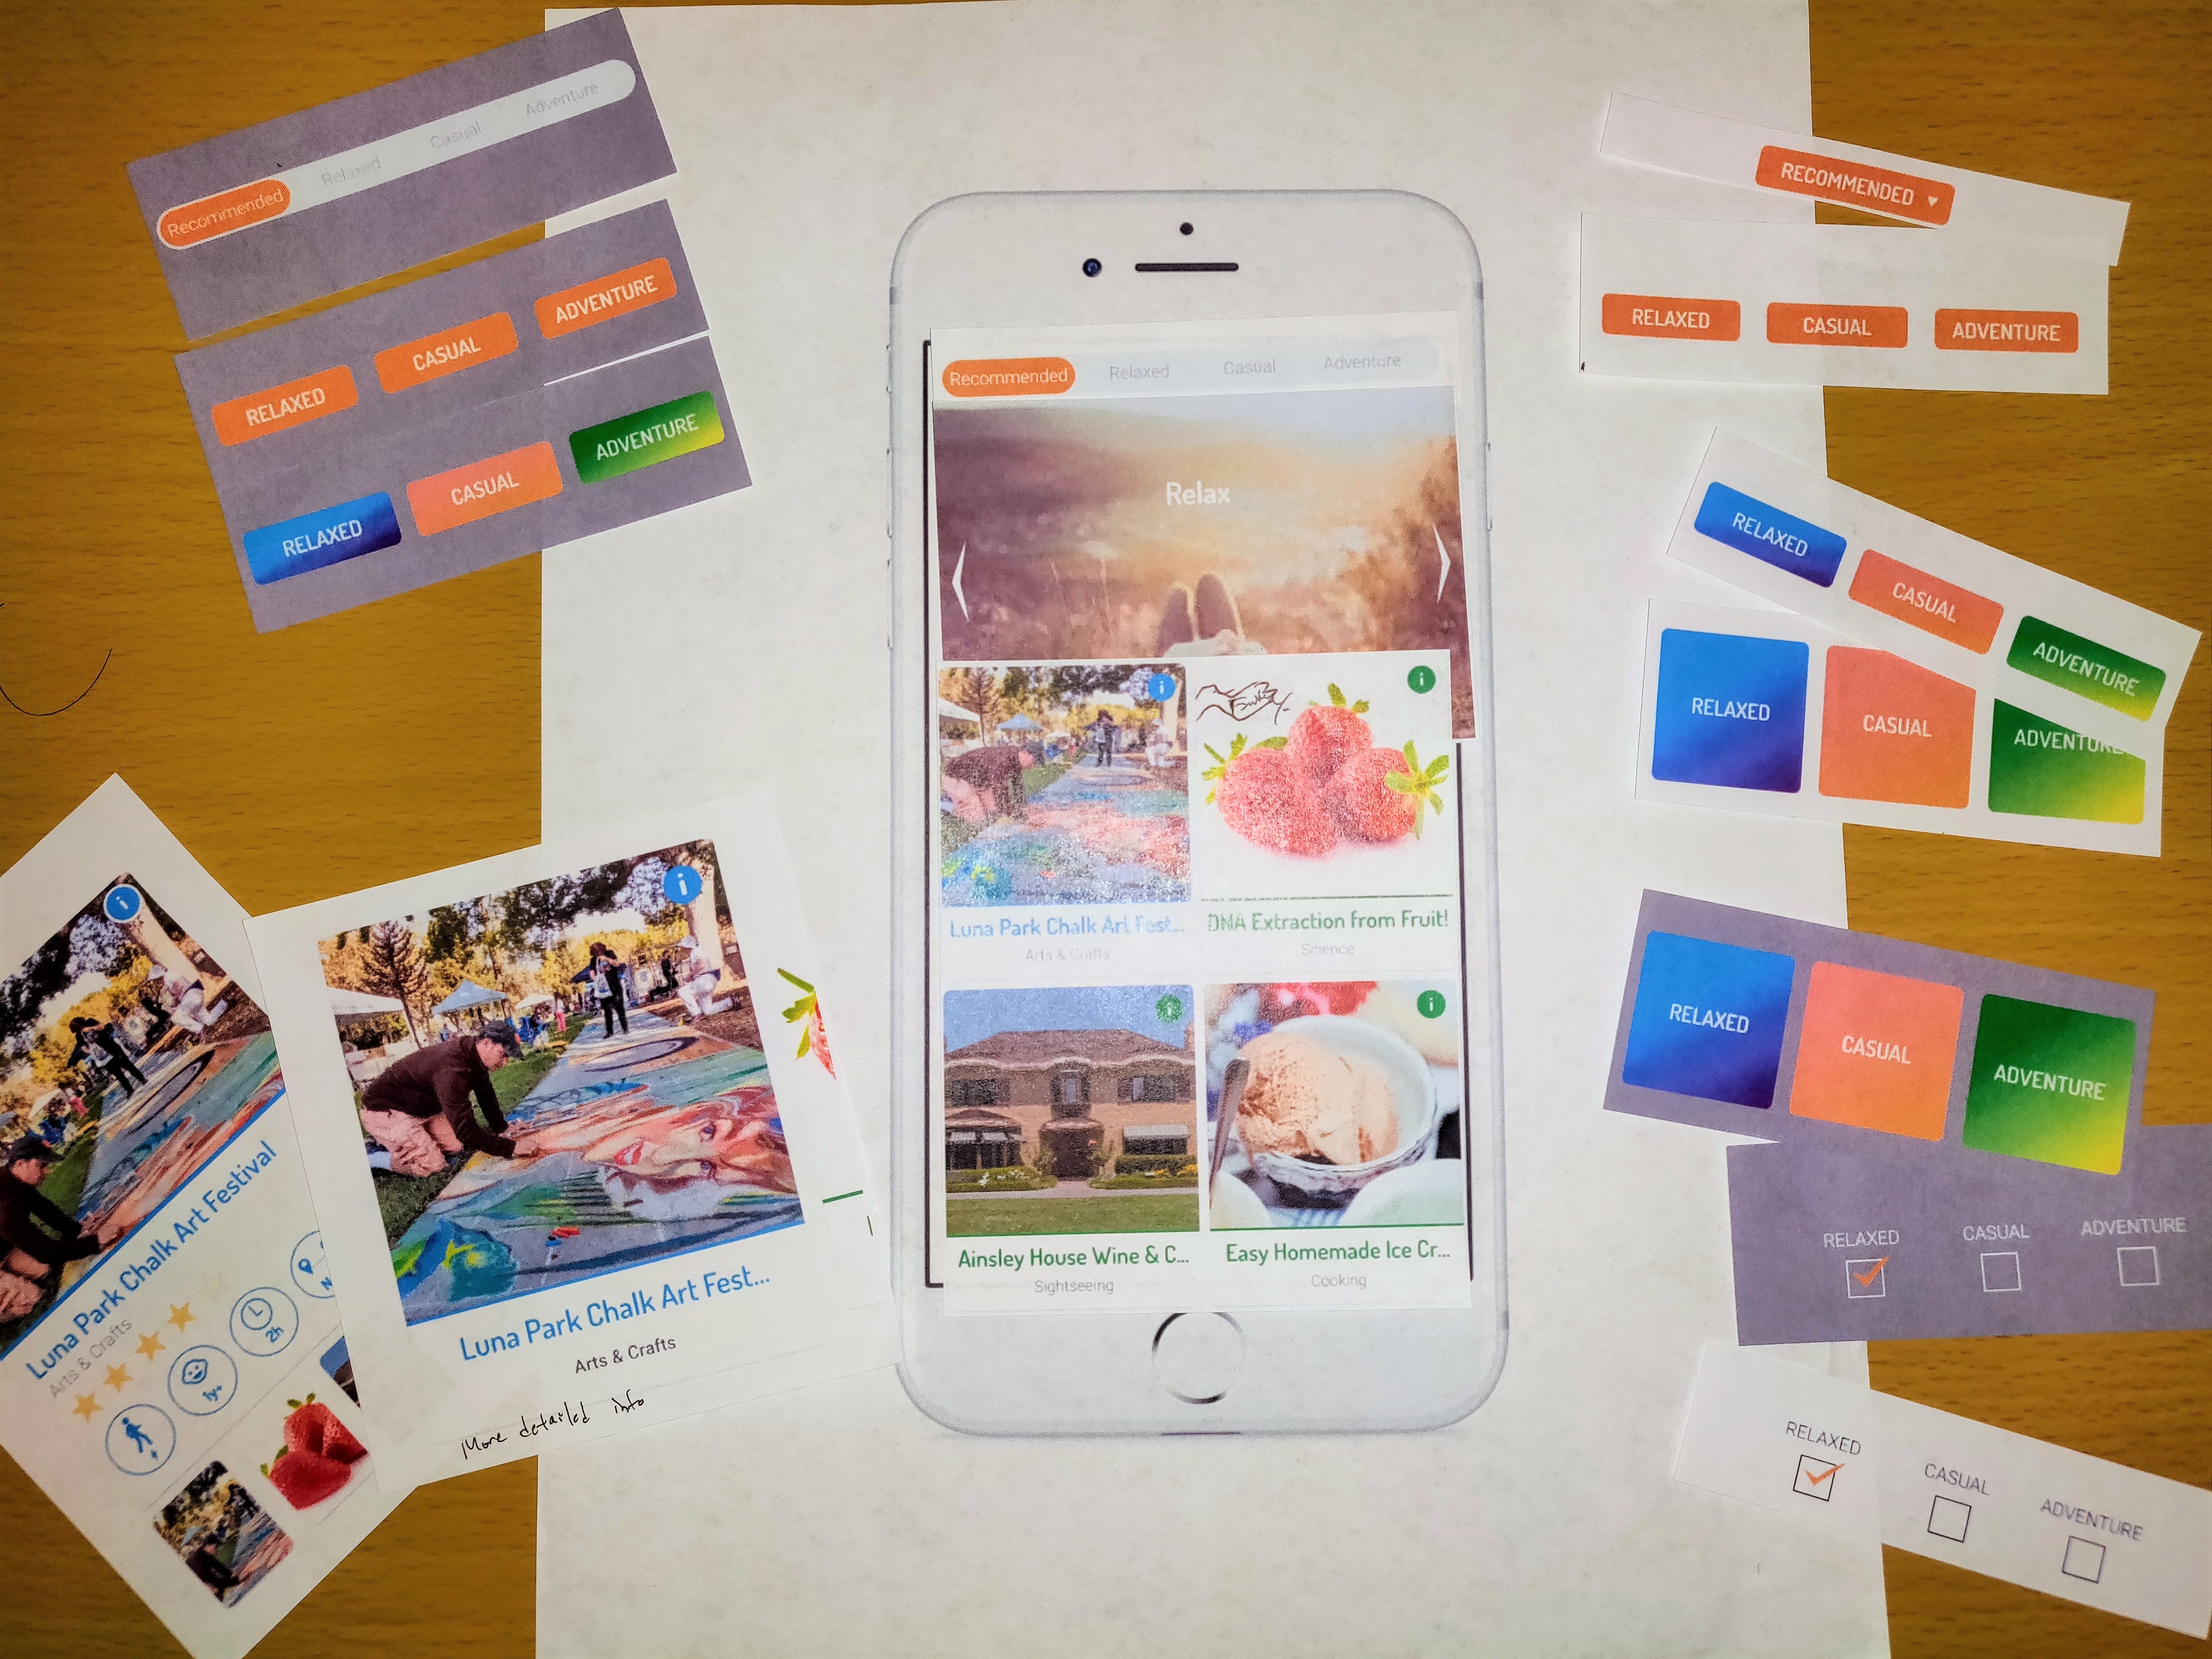 Recommended Relaxed Casual Adventure
RELAXED CASUAL ADVENTURE
RELAXED CASUAL ADVENTURE
i
Luna Park Chalk Art Festival
Arts & Crafts
1y+
2h
N
i
Luna Park Chalk Art Fest...
Arts & Crafts
More detailed info
Recommended Relaxed Casual Adventure
Relax
i
i
Luna Park Chalk Art Fest...
DNA Extraction from Fruit!
Arts & Crafts
Science
i
i
Ainsley House Wine & C...
Easy Homemade Ice Cr...
Sightseeing
Cooking
RECOMMENDED ▼
RELAXED CASUAL ADVENTURE
RELAXED CASUAL ADVENTURE
RELAXED CASUAL ADVENTURE
RELAXED CASUAL ADVENTURE
RELAXED CASUAL ADVENTURE
RELAXED CASUAL ADVENTURE